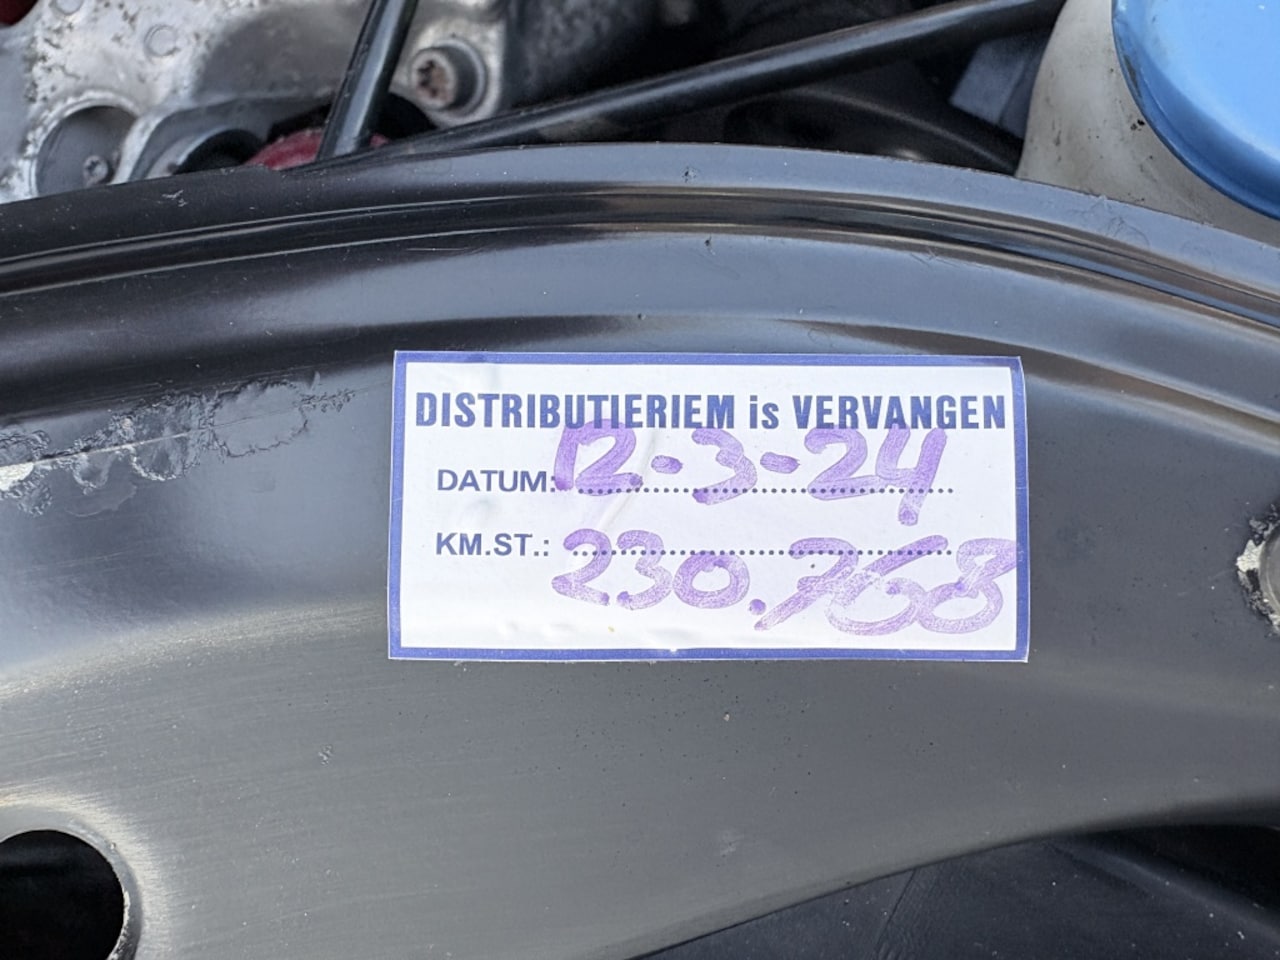 DISTRIBUTIERIEM is VERVANGEN
DATUM: 12-3-24
KM.ST.: 230.768